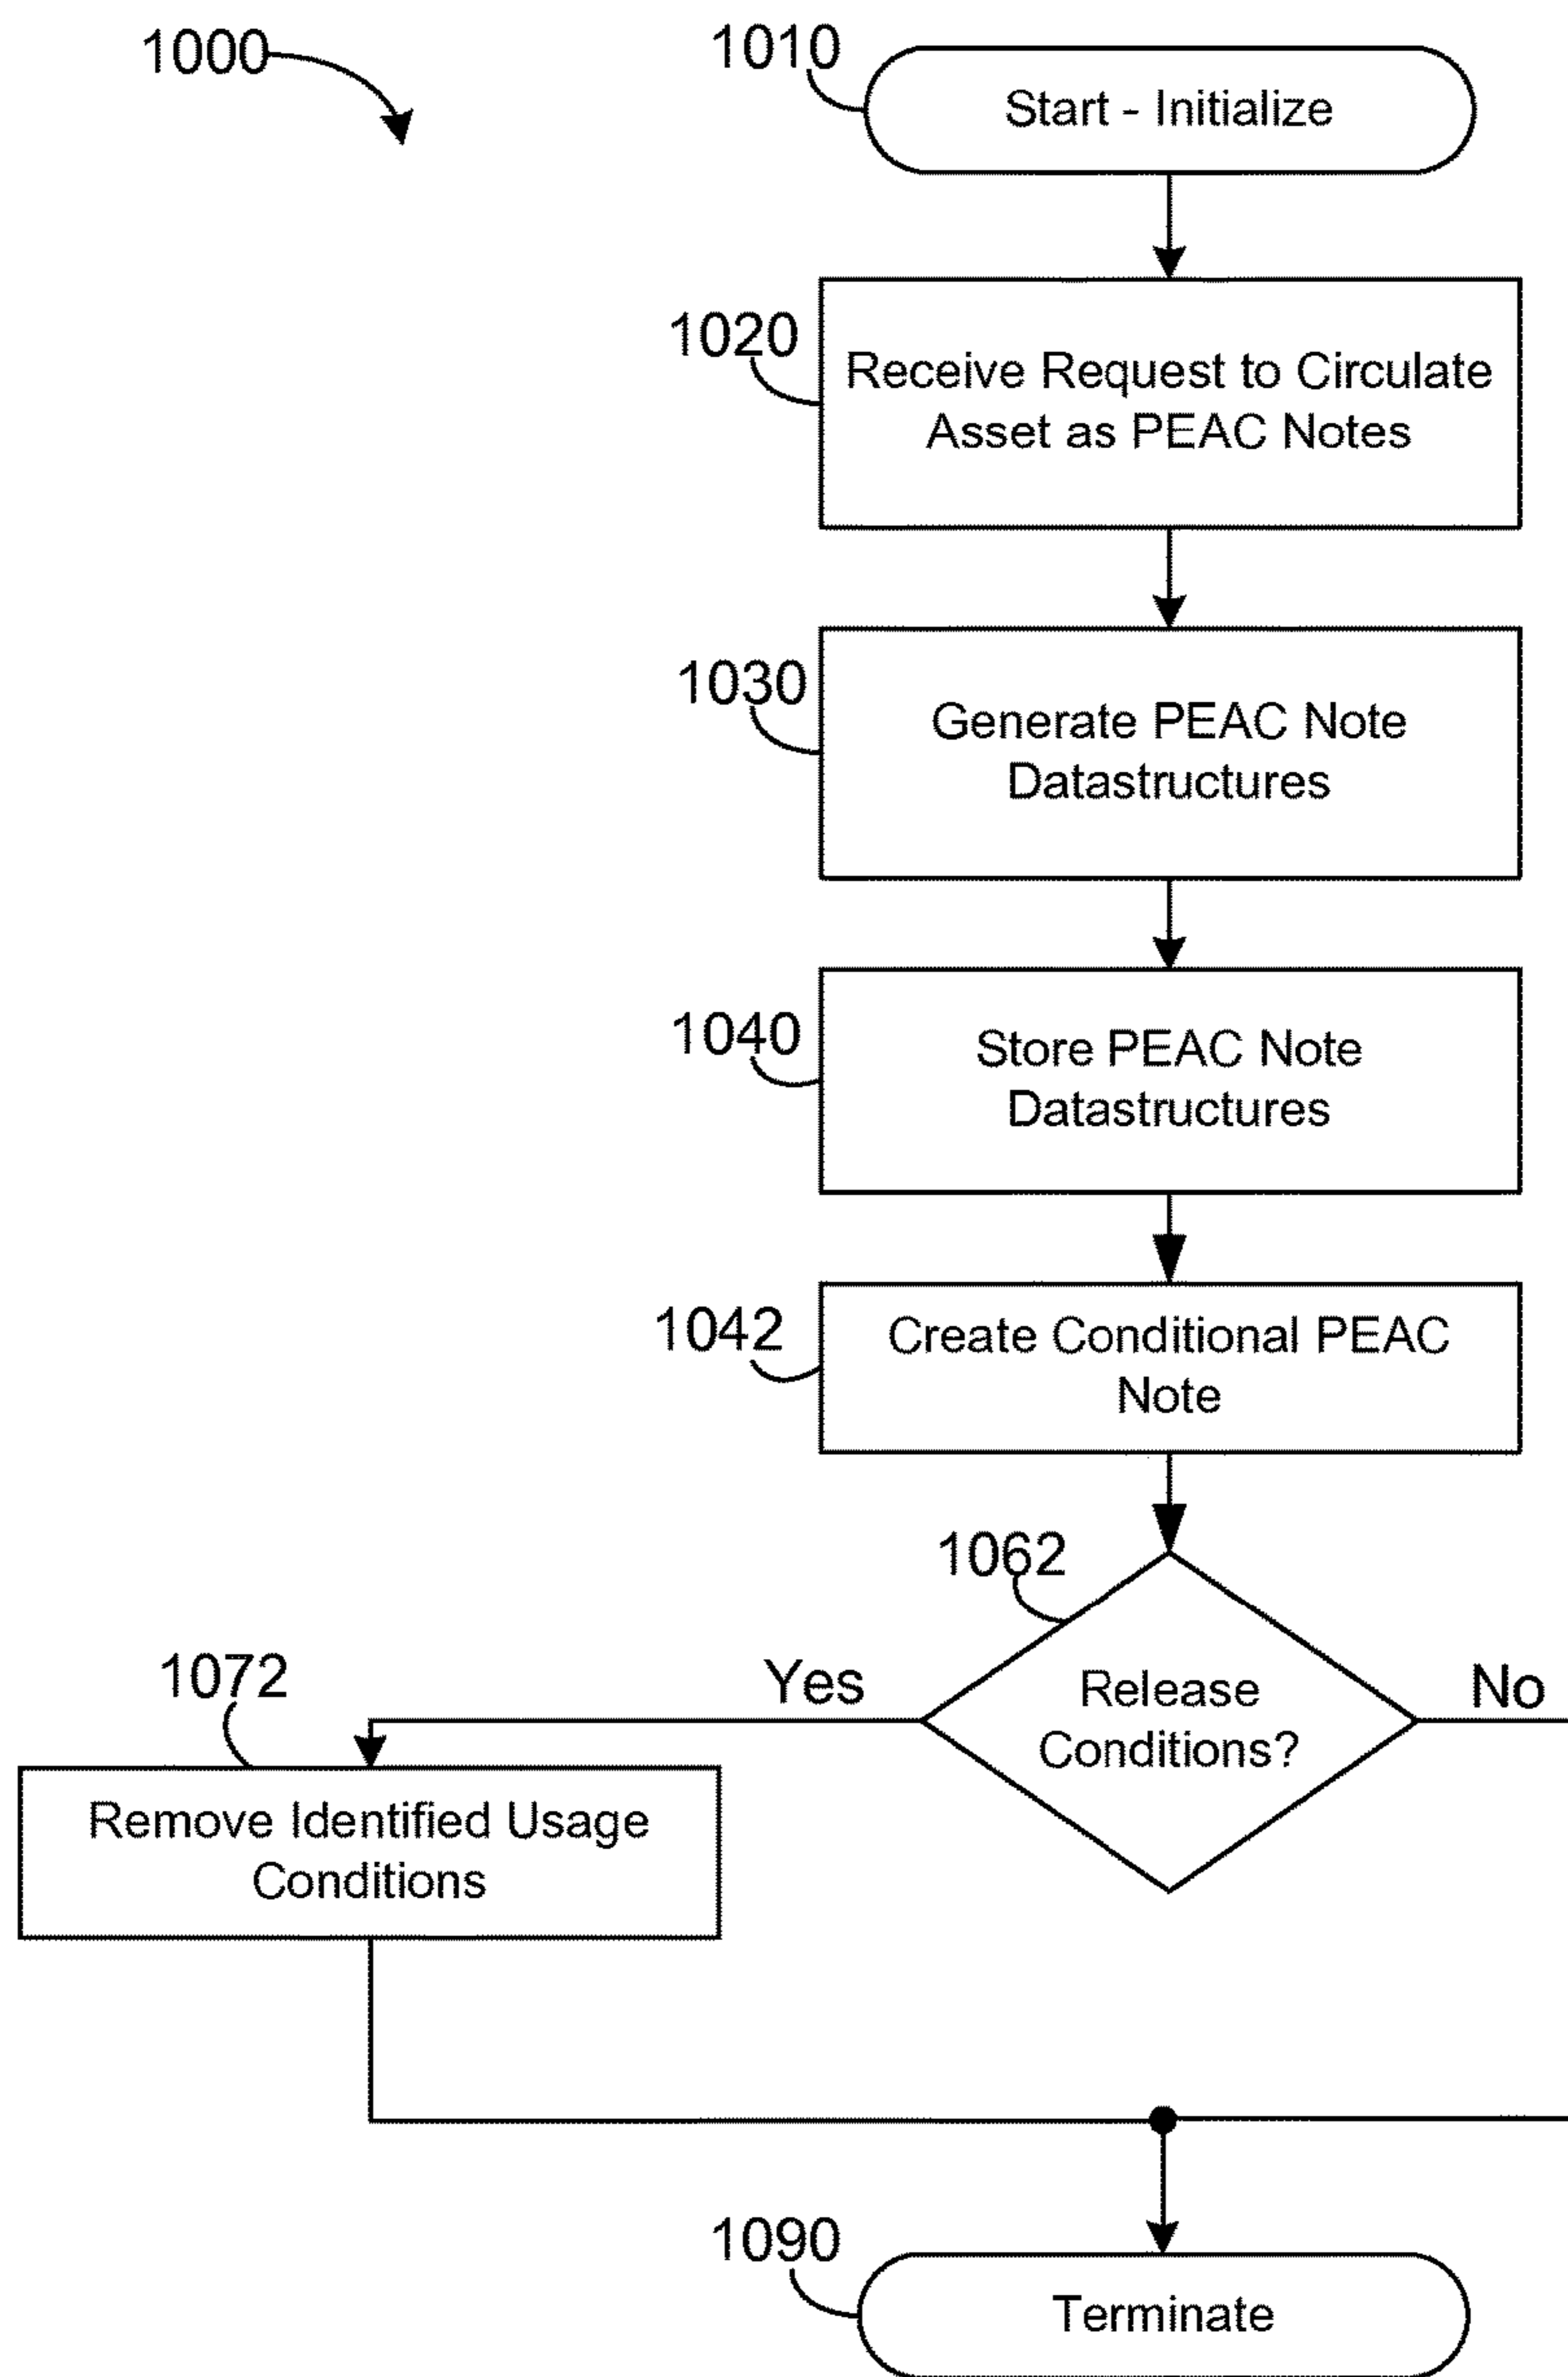 1000
1010
Start - Initialize
1020
Receive Request to Circulate
Asset as PEAC Notes
1030
Generate PEAC Note
Datastructures
1040
Store PEAC Note
Datastructures
1042
Create Conditional PEAC
Note
1062
Release
Conditions?
Yes
No
1072
Remove Identified Usage
Conditions
1090
Terminate